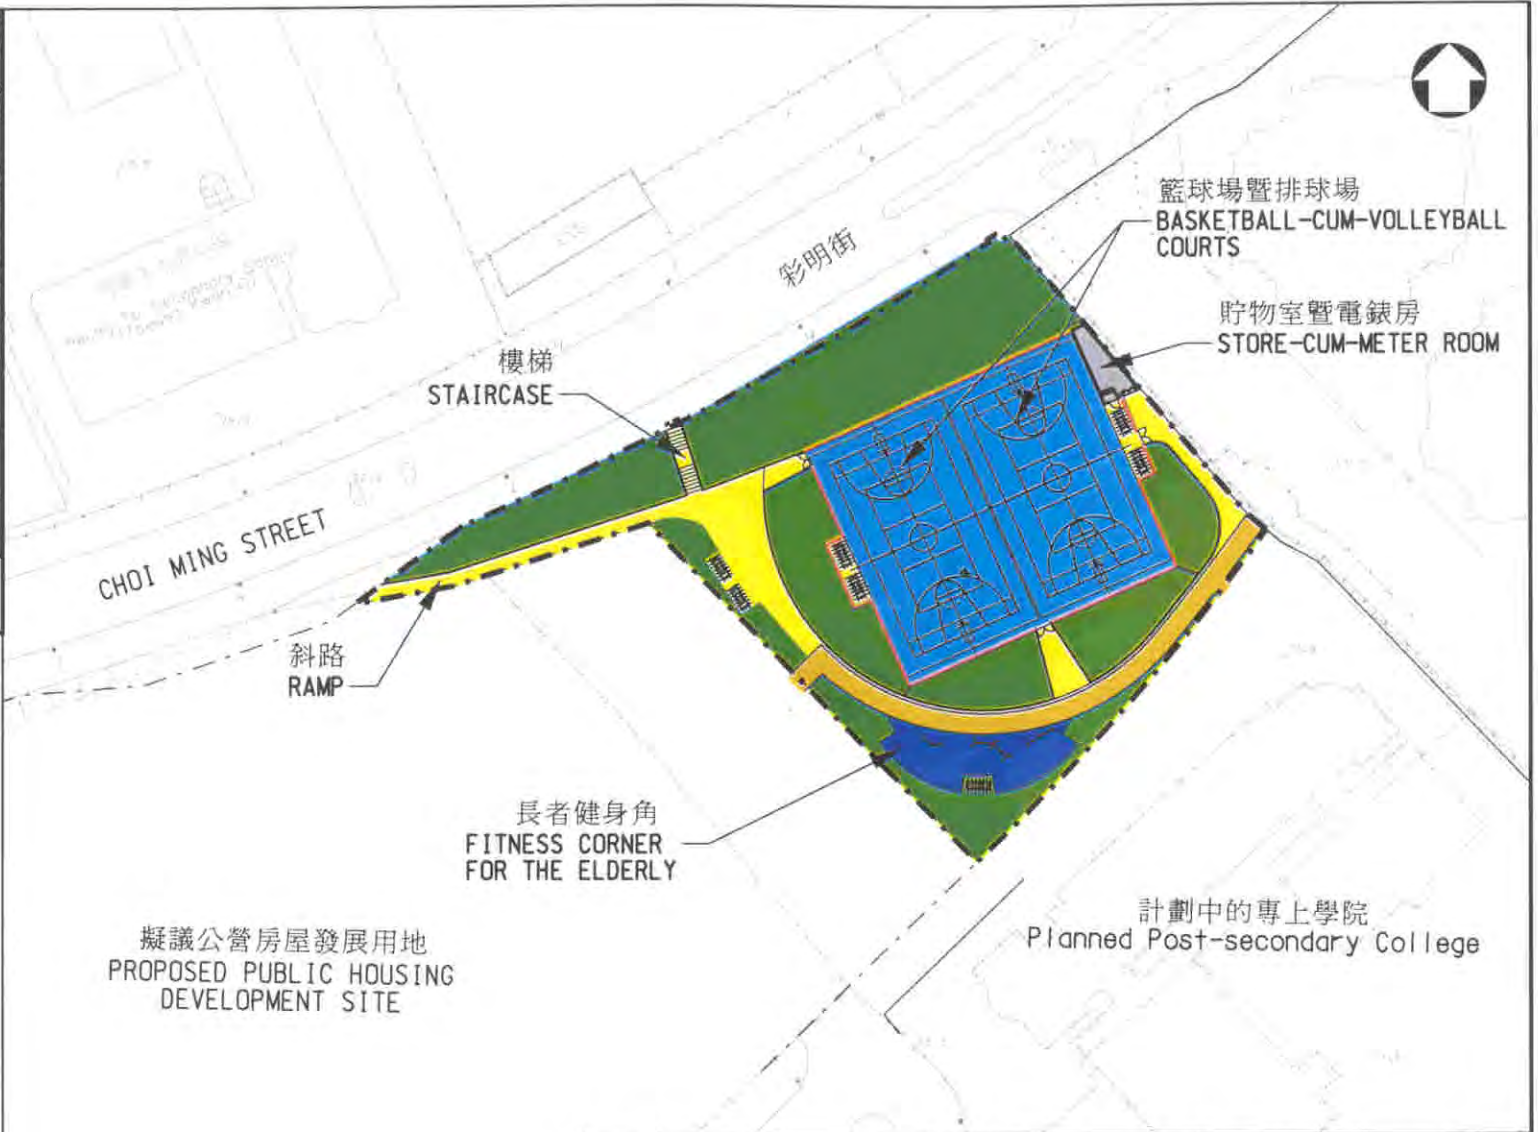 籃球場暨排球場
BASKETBALL-CUM-VOLLEYBALL
COURTS
貯物室暨電錶房
STORE-CUM-METER ROOM
彩明街
樓梯
STAIRCASE
CHOI MING STREET
斜路
RAMP
長者健身角
FITNESS CORNER
FOR THE ELDERLY
擬議公營房屋發展用地
PROPOSED PUBLIC HOUSING
DEVELOPMENT SITE
計劃中的專上學院
Planned Post-secondary College